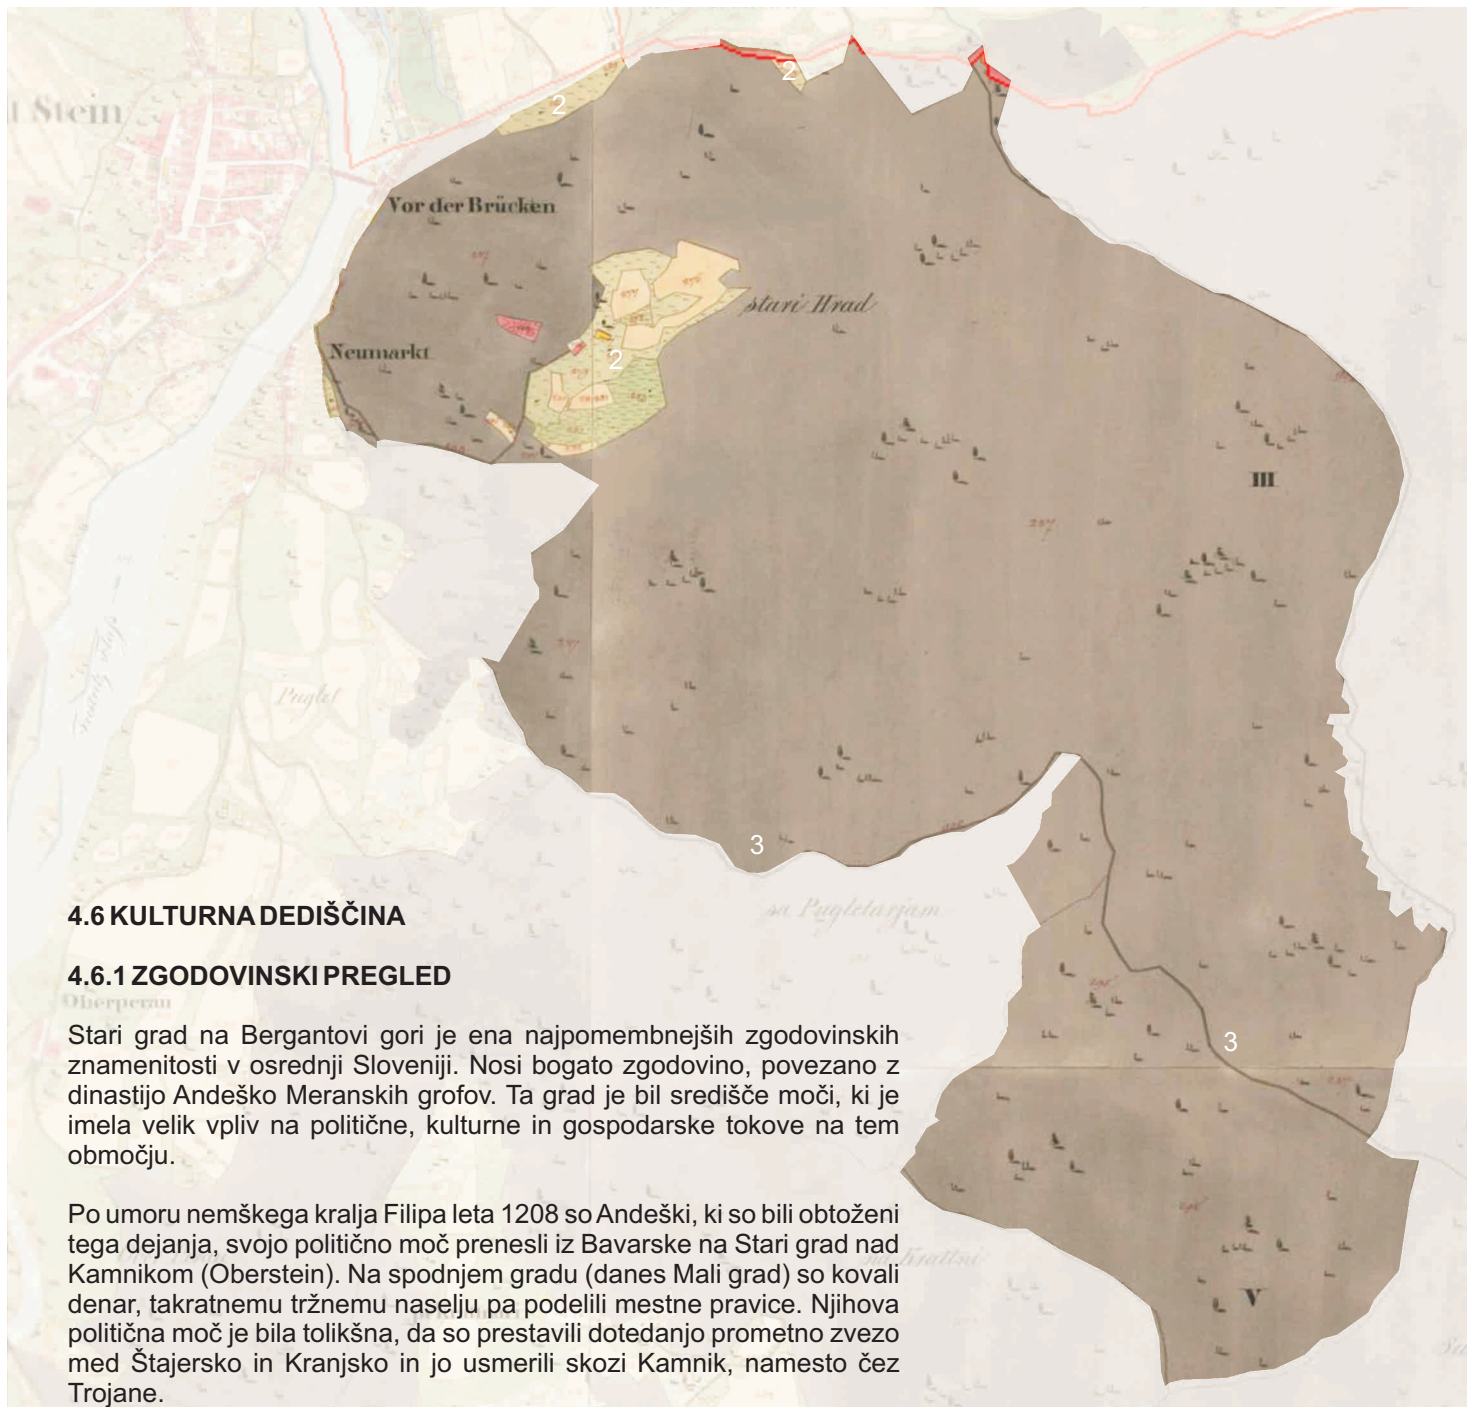 t Stein
2
2
Vor der Brücken
stari Hrad
Neumarkt
2
III
Puglet
3
4.6 KULTURNA DEDIŠČINA
sa Pugletarjam
4.6.1 ZGODOVINSKI PREGLED
Oberperau
Stari grad na Bergantovi gori je ena najpomembnejših zgodovinskih
znamenitosti v osrednji Sloveniji. Nosi bogato zgodovino, povezano z
dinastijo Andeško Meranskih grofov. Ta grad je bil središče moči, ki je
imela velik vpliv na politične, kulturne in gospodarske tokove na tem
območju.
3
Po umoru nemškega kralja Filipa leta 1208 so Andeški, ki so bili obtoženi
tega dejanja, svojo politično moč prenesli iz Bavarske na Stari grad nad
Kamnikom (Oberstein). Na spodnjem gradu (danes Mali grad) so kovali
denar, takratnemu tržnemu naselju pa podelili mestne pravice. Njihova
politična moč je bila tolikšna, da so prestavili dotedanjo prometno zvezo
med Štajersko in Kranjsko in jo usmerili skozi Kamnik, namesto čez
Trojane.
V